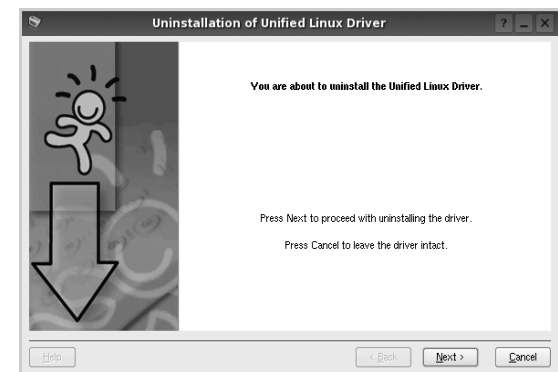 Uninstallation of Unified Linux Driver
? _ X
You are about to uninstall the Unified Linux Driver.
Press Next to proceed with uninstalling the driver.
Press Cancel to leave the driver intact.
Help
< Back
Next >
Cancel